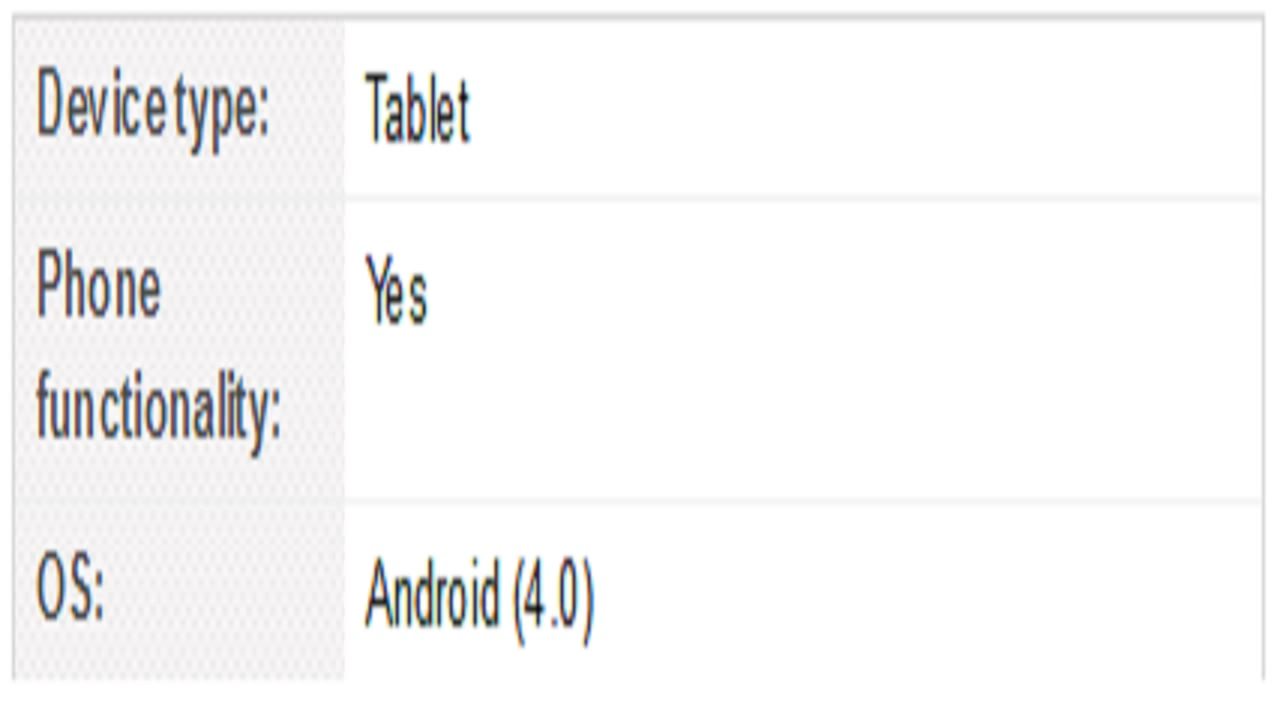 Device type: Tablet
Phone Yes
functionality:
OS: Android (4.0)